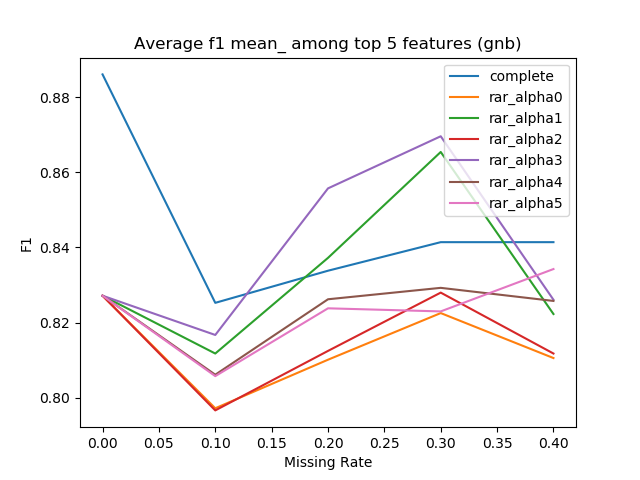 Average f1 mean_ among top 5 features (gnb)
complete
rar_alpha0
rar_alpha1
rar_alpha2
rar_alpha3
rar_alpha4
rar_alpha5
F1
0.88
0.86
0.84
0.82
0.80
0.00 0.05 0.10 0.15 0.20 0.25 0.30 0.35 0.40
Missing Rate